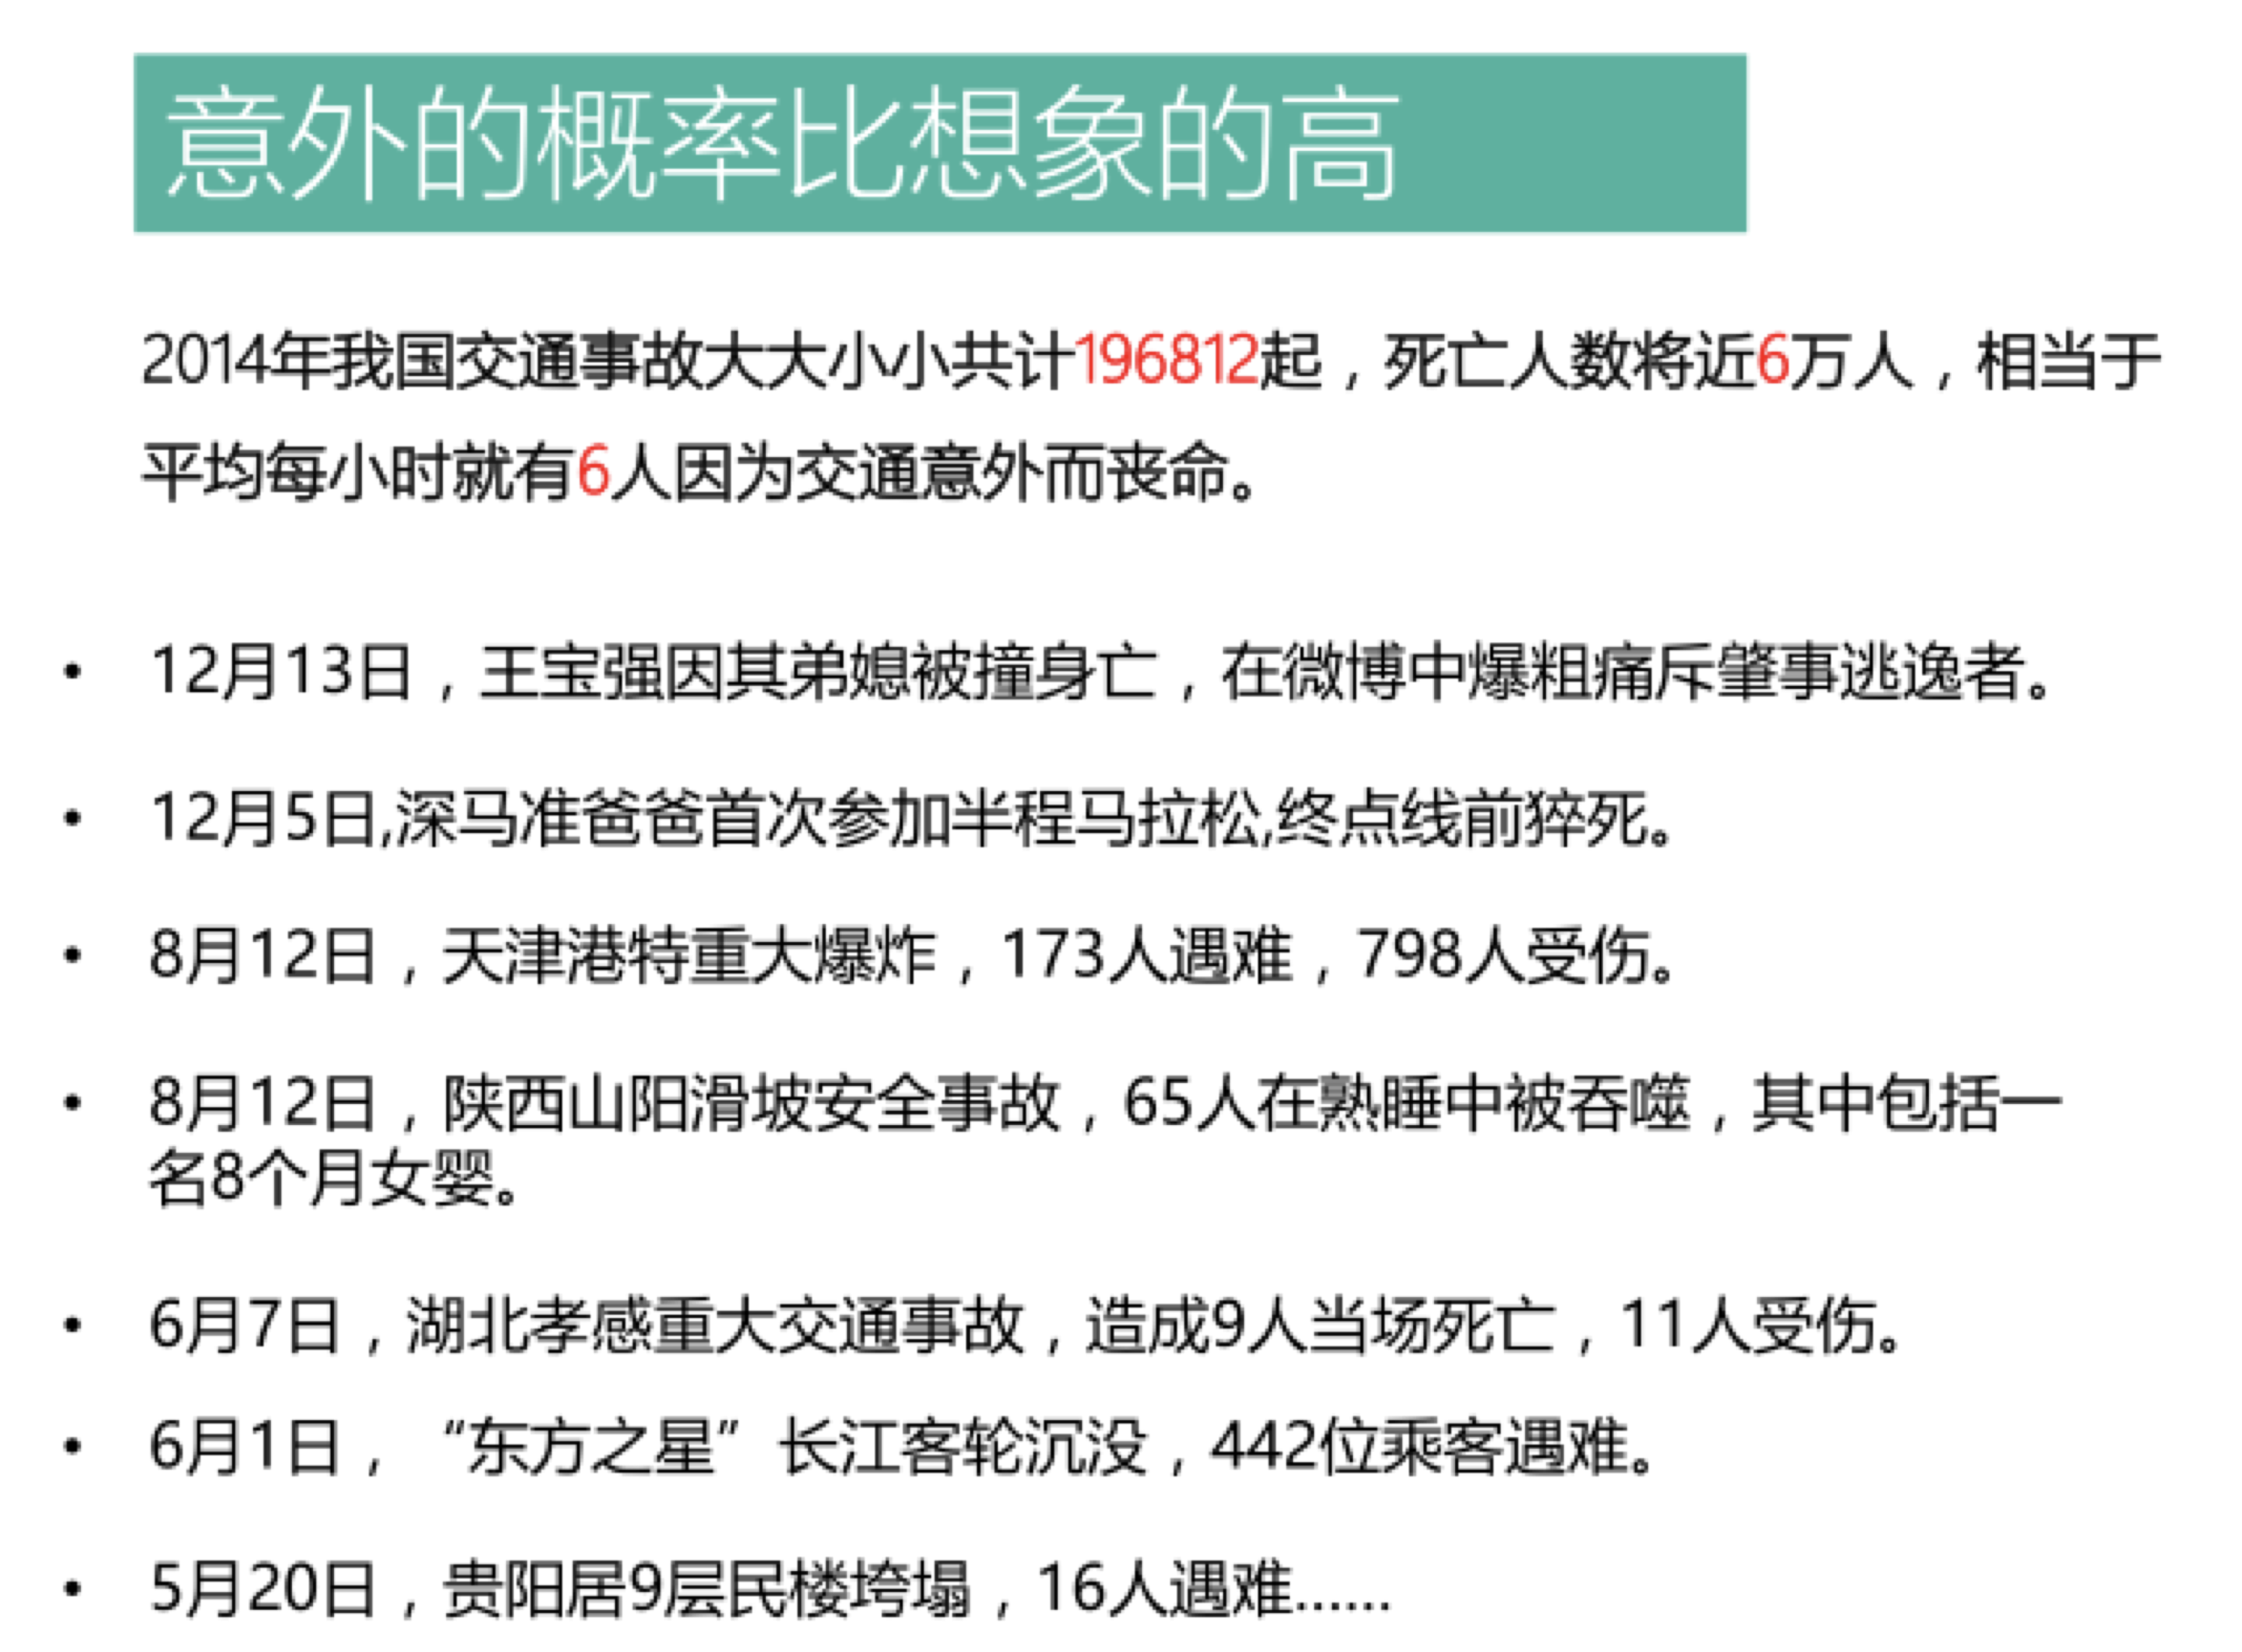 意外的概率比想象的高
2014年我国交通事故大大小小共计196812起，死亡人数将近6万人，相当于
平均每小时就有6人因为交通意外而丧命。
• 12月13日，王宝强因其弟媳被撞身亡，在微博中爆粗痛斥肇事逃逸者。
• 12月5日,深马准爸爸首次参加半程马拉松,终点线前猝死。
• 8月12日，天津港特重大爆炸，173人遇难，798人受伤。
• 8月12日，陕西山阳滑坡安全事故，65人在熟睡中被吞噬，其中包括一
名8个月女婴。
• 6月7日，湖北孝感重大交通事故，造成9人当场死亡，11人受伤。
• 6月1日，“东方之星”长江客轮沉没，442位乘客遇难。
• 5月20日，贵阳居9层民楼垮塌，16人遇难……